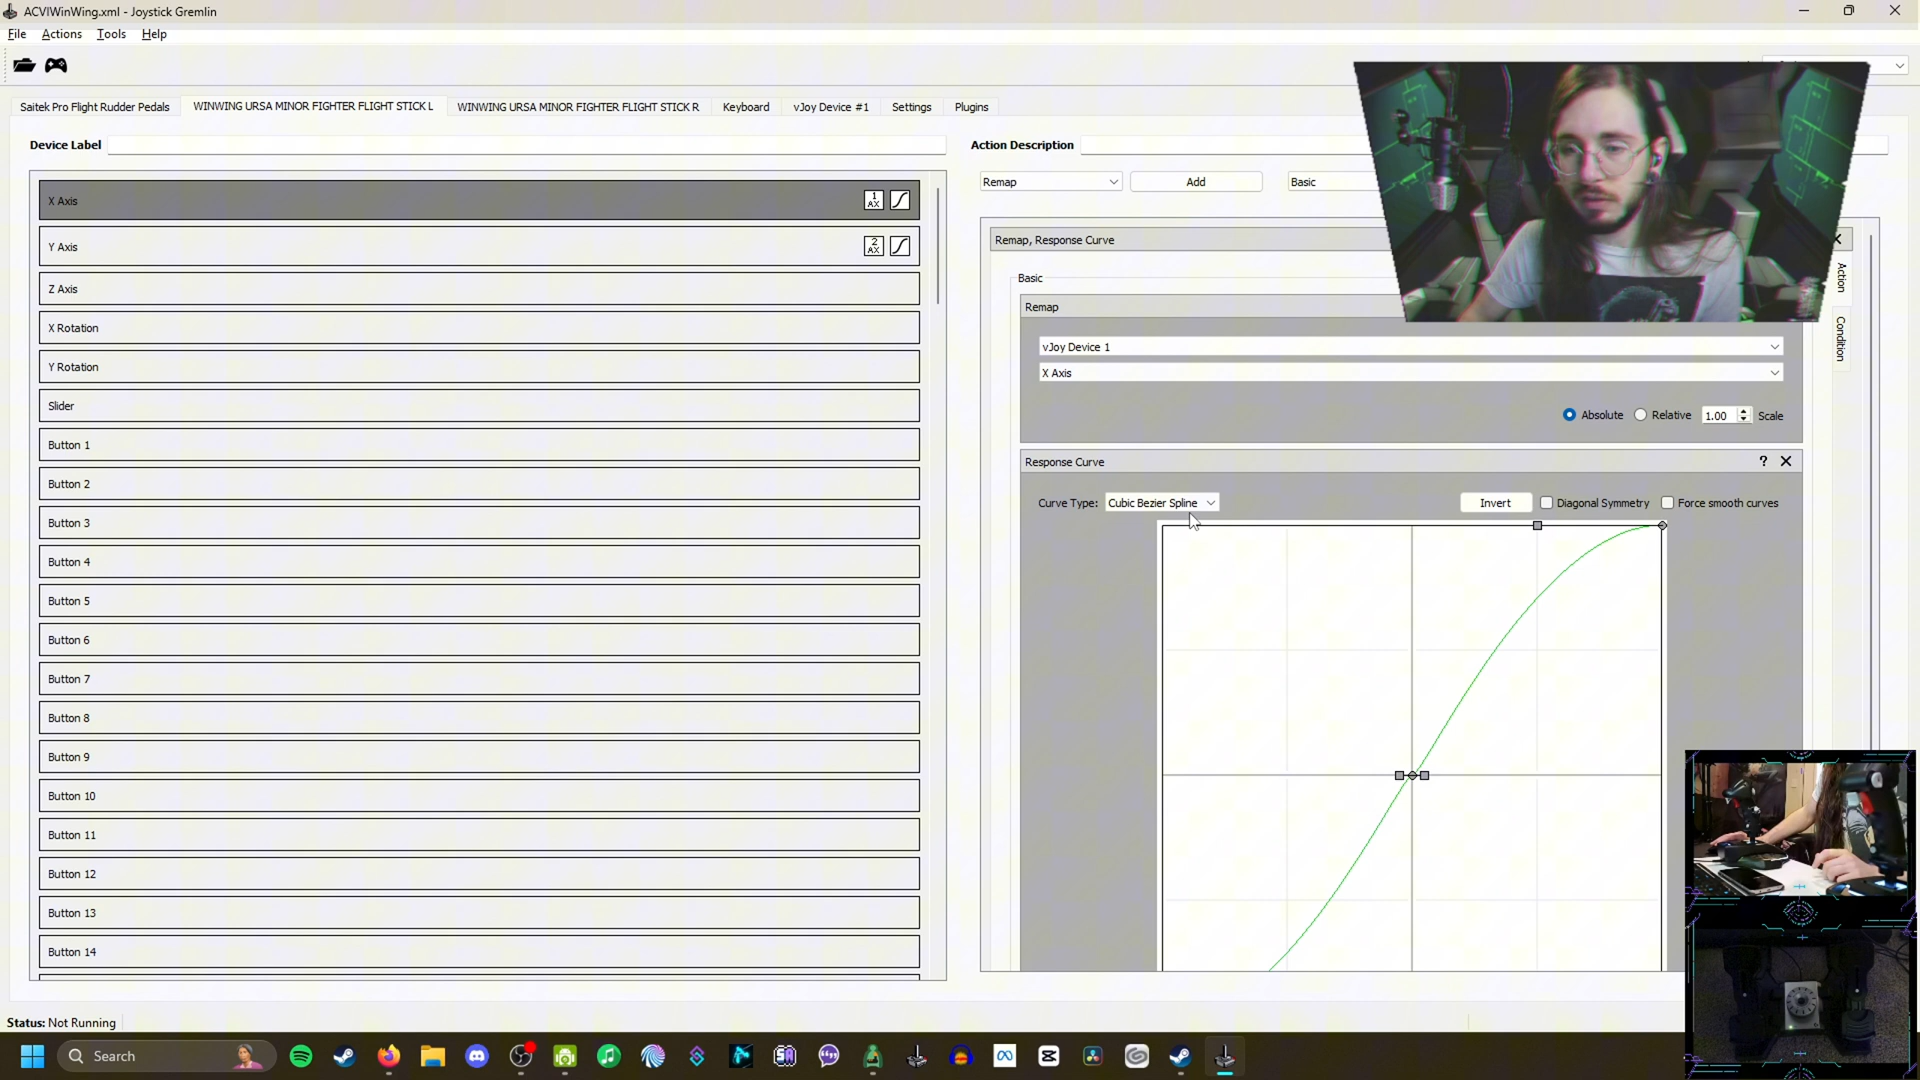 ACVIWinWing.xml - Joystick Gremlin
File Actions Tools Help
Saitek Pro Flight Rudder Pedals WINWING URSA MINOR FIGHTER FLIGHT STICK L WINWING URSA MINOR FIGHTER FLIGHT STICK R Keyboard vJoy Device #1 Settings Plugins
Device Label
Action Description
Remap Add Basic
X Axis
1 AX
Y Axis
2 AX
Z Axis
X Rotation
Y Rotation
Slider
Button 1
Button 2
Button 3
Button 4
Button 5
Button 6
Button 7
Button 8
Button 9
Button 10
Button 11
Button 12
Button 13
Button 14
Remap, Response Curve
Action
Condition
Basic
Remap
vJoy Device 1
X Axis
Absolute Relative 1.00 Scale
Response Curve ?
Curve Type: Cubic Bezier Spline Invert Diagonal Symmetry Force smooth curves
Status: Not Running
Search